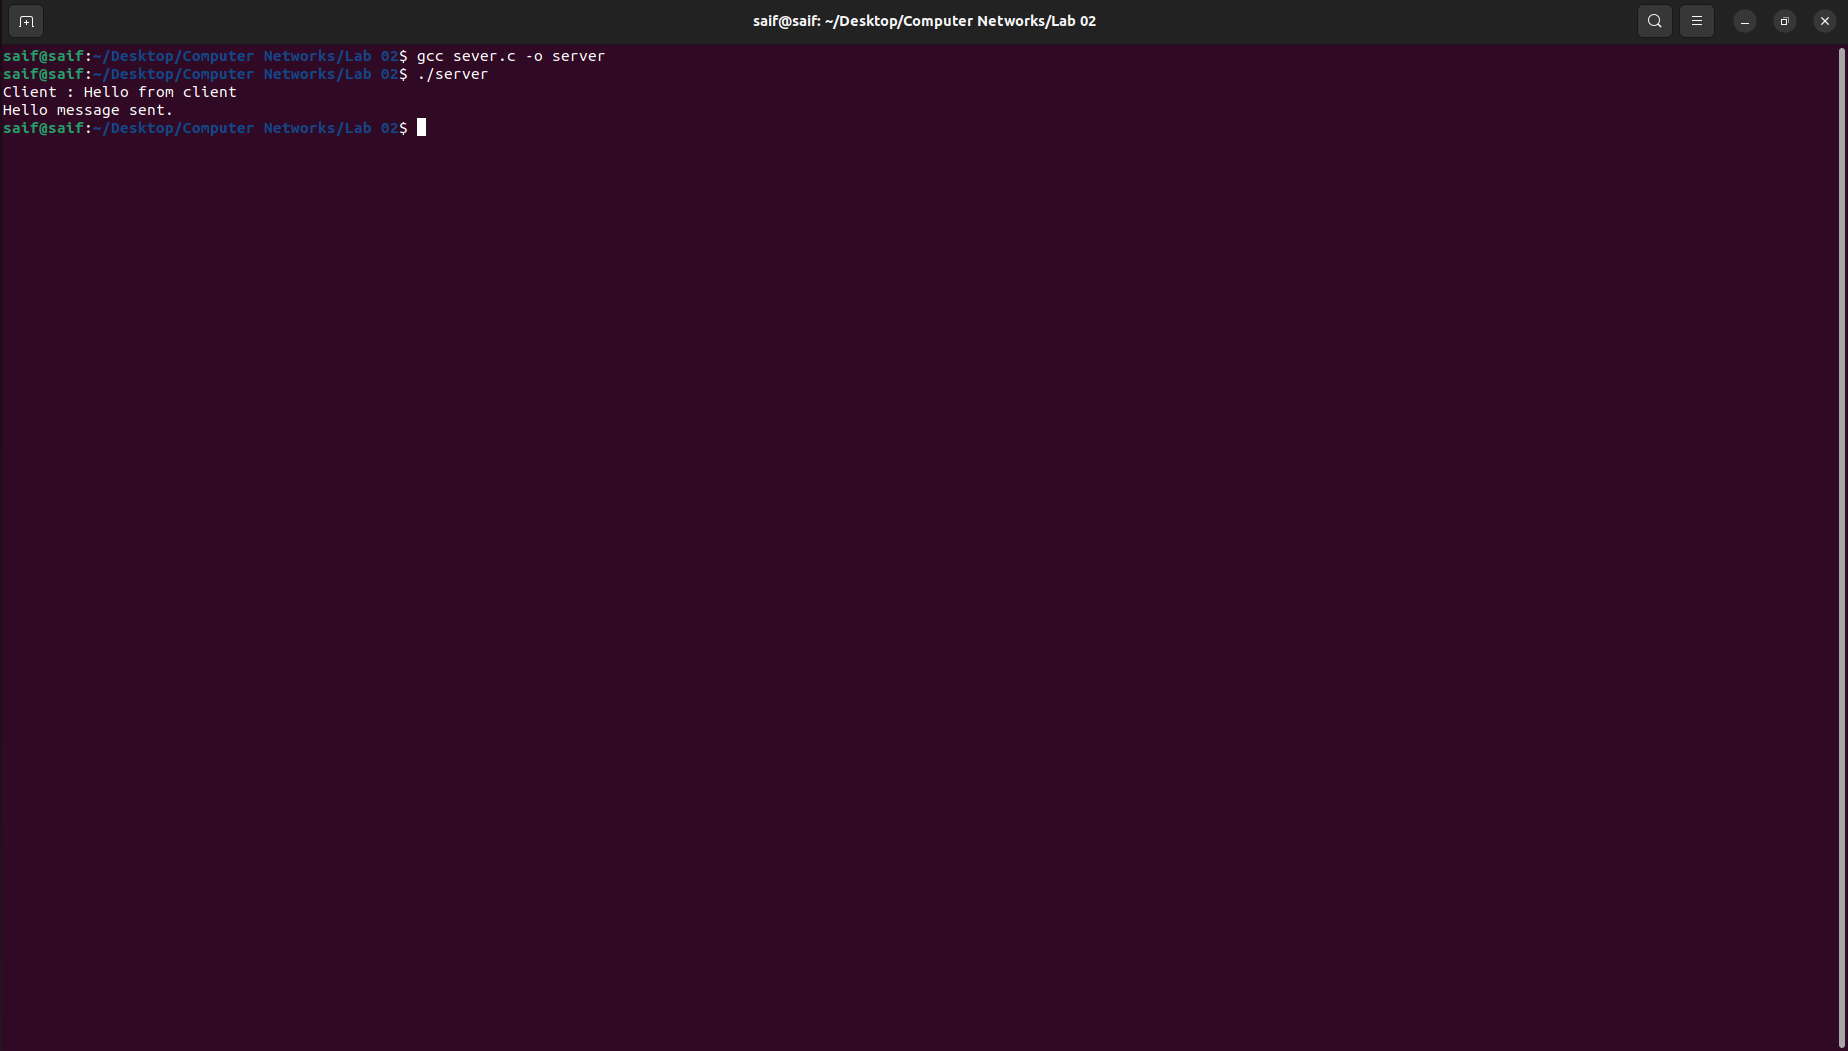 saif@saif: ~/Desktop/Computer Networks/Lab 02
saif@saif:~/Desktop/Computer Networks/Lab 02$ gcc sever.c -o server
saif@saif:~/Desktop/Computer Networks/Lab 02$ ./server
Client : Hello from client
Hello message sent.
saif@saif:~/Desktop/Computer Networks/Lab 02$